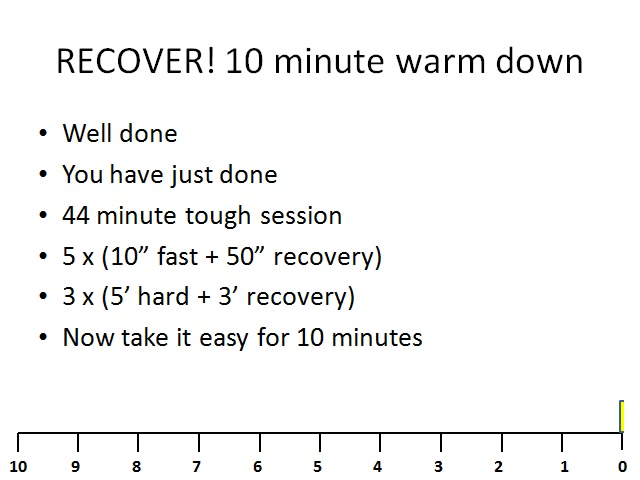 RECOVER! 10 minute warm down
• Well done
• You have just done
• 44 minute tough session
• 5 x (10” fast + 50” recovery)
• 3 x (5’ hard + 3’ recovery)
• Now take it easy for 10 minutes
10 9 8 7 6 5 4 3 2 1 0